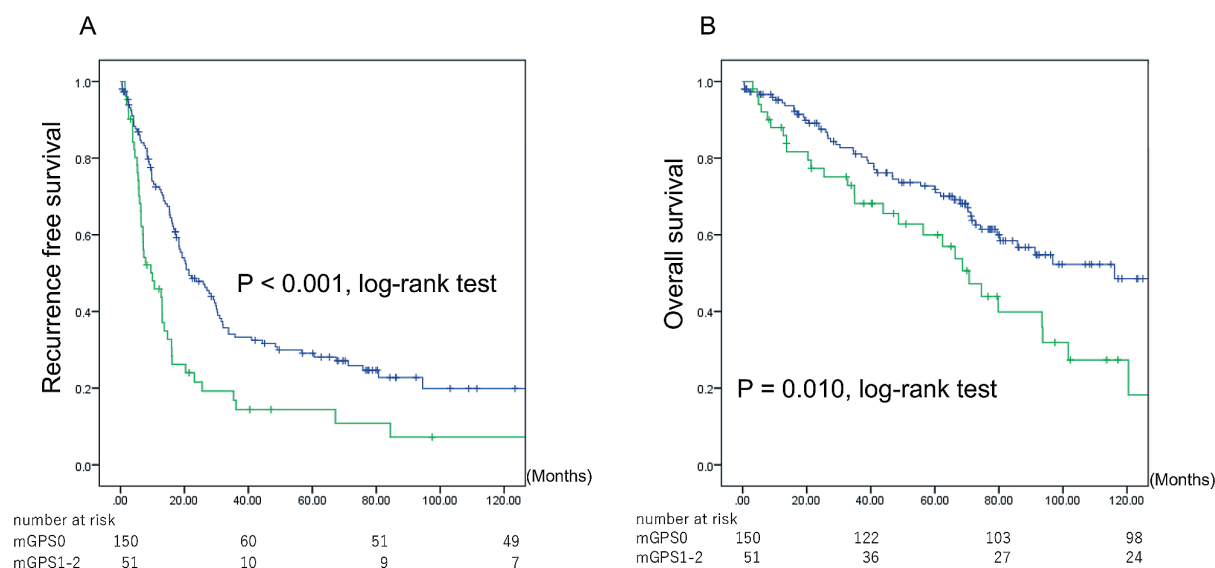 A
Recurrence free survival
1.0
0.8
0.6
0.4
0.2
0.0
P < 0.001, log-rank test
.00 20.00 40.00 60.00 80.00 100.00 120.00
(Months)
number at risk
mGPS0 150 60 51 49
mGPS1-2 51 10 9 7
B
Overall survival
1.0
0.8
0.6
0.4
0.2
0.0
P = 0.010, log-rank test
.00 20.00 40.00 60.00 80.00 100.00 120.00
(Months)
number at risk
mGPS0 150 122 103 98
mGPS1-2 51 36 27 24